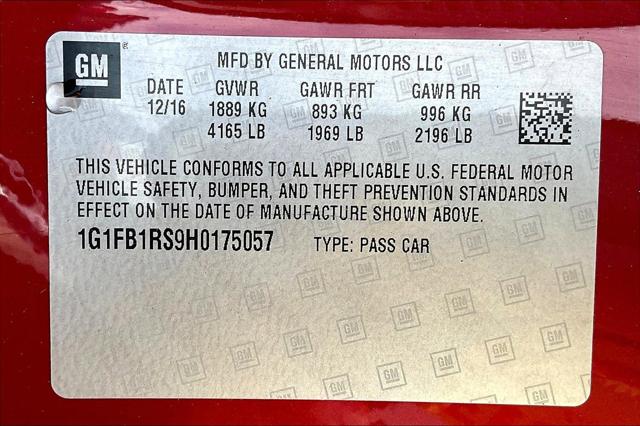 GM ® MFD BY GENERAL MOTORS LLC
DATE GVWR GAWR FRT GAWR RR
12/16 1889 KG 893 KG 996 KG
4165 LB 1969 LB 2196 LB
THIS VEHICLE CONFORMS TO ALL APPLICABLE U.S. FEDERAL MOTOR
VEHICLE SAFETY, BUMPER, AND THEFT PREVENTION STANDARDS IN
EFFECT ON THE DATE OF MANUFACTURE SHOWN ABOVE.
1G1FB1RS9H0175057 TYPE: PASS CAR